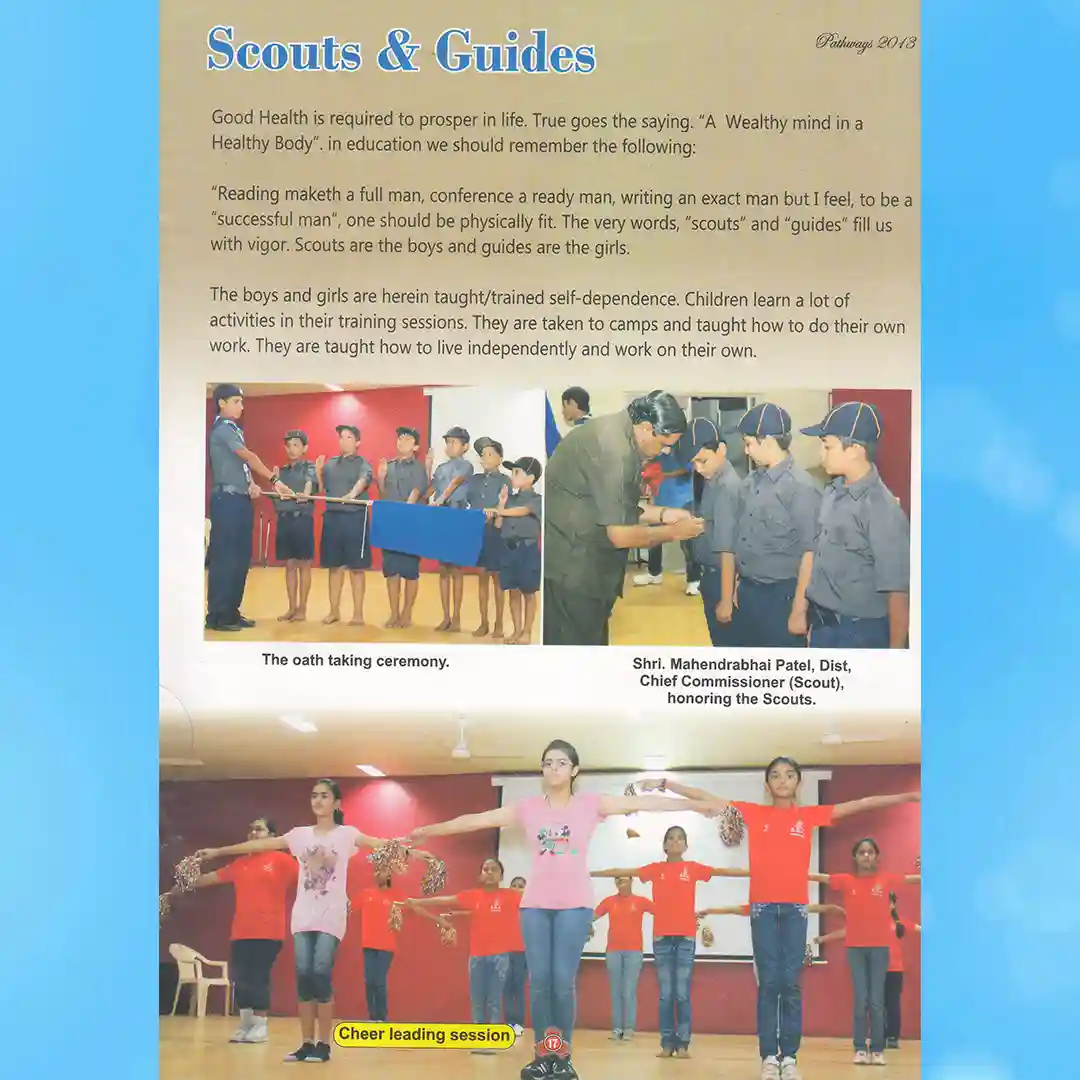 Scouts & Guides
Pathways 2013
Good Health is required to prosper in life. True goes the saying. “A Wealthy mind in a
Healthy Body”. in education we should remember the following:
“Reading maketh a full man, conference a ready man, writing an exact man but I feel, to be a
“successful man”, one should be physically fit. The very words, “scouts” and “guides” fill us
with vigor. Scouts are the boys and guides are the girls.
The boys and girls are herein taught/trained self-dependence. Children learn a lot of
activities in their training sessions. They are taken to camps and taught how to do their own
work. They are taught how to live independently and work on their own.
The oath taking ceremony.
Shri. Mahendrabhai Patel, Dist,
Chief Commissioner (Scout),
honoring the Scouts.
Cheer leading session
17